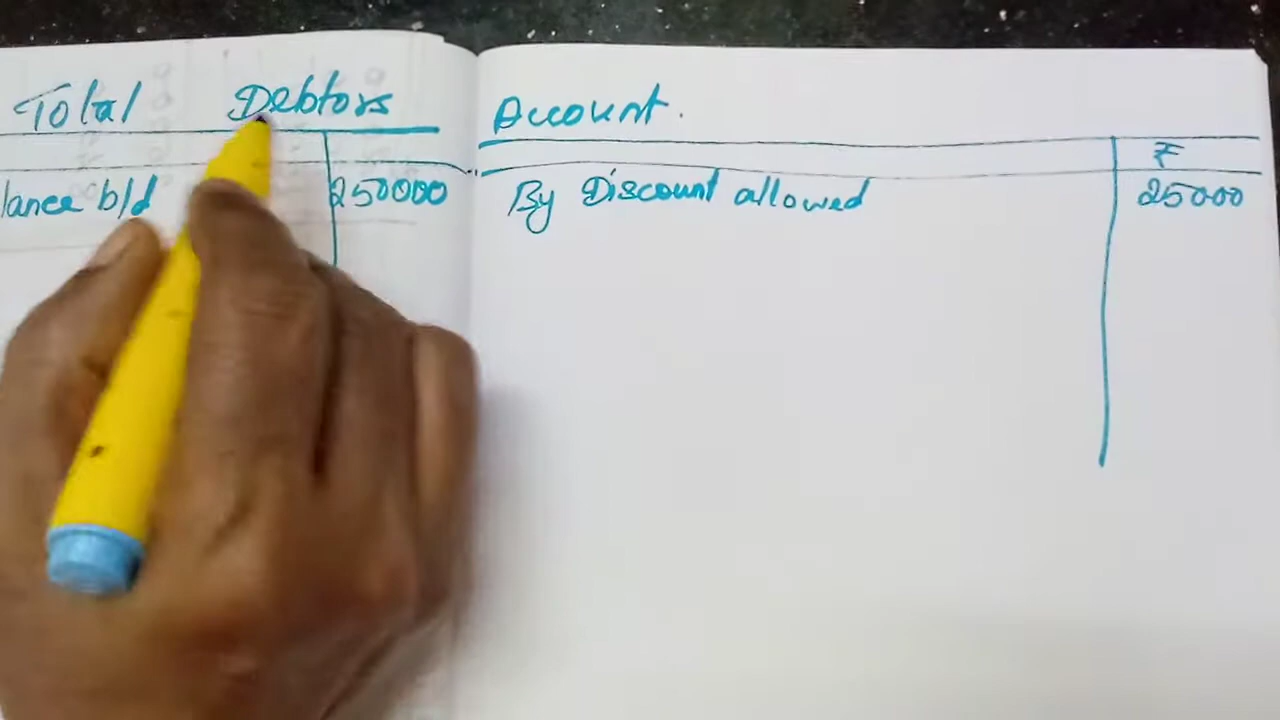 Total Debtors Account.
₹
lance b/d 250000 By Discount allowed 25000